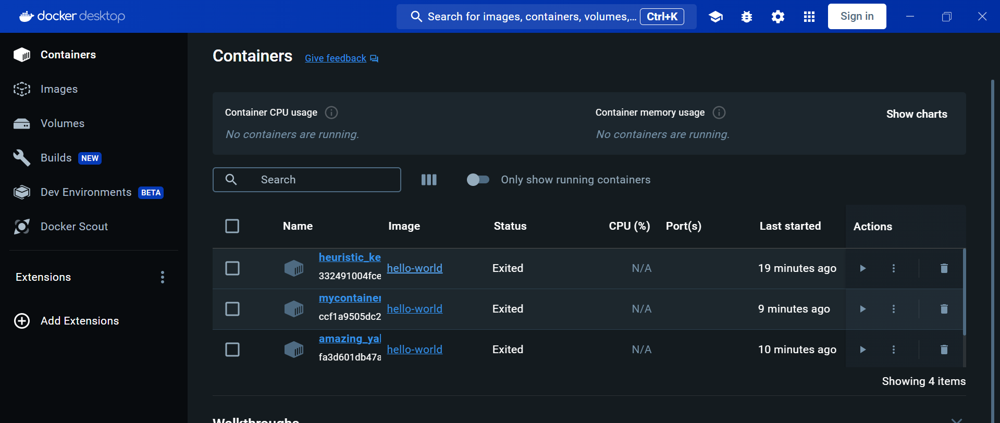 docker desktop
Search for images, containers, volumes,... Ctrl+K
Sign in
Containers
Images
Volumes
Builds NEW
Dev Environments BETA
Docker Scout
Extensions
Add Extensions
Containers Give feedback
Container CPU usage
No containers are running.
Container memory usage
No containers are running.
Show charts
Search
Only show running containers
Name Image Status CPU (%) Port(s) Last started Actions
heuristic_ke
332491004fce
hello-world Exited N/A 19 minutes ago
mycontainer
ccf1a9505dc2
hello-world Exited N/A 9 minutes ago
amazing_yal
fa3d601db47a
hello-world Exited N/A 10 minutes ago
Showing 4 items
Walkthroughs